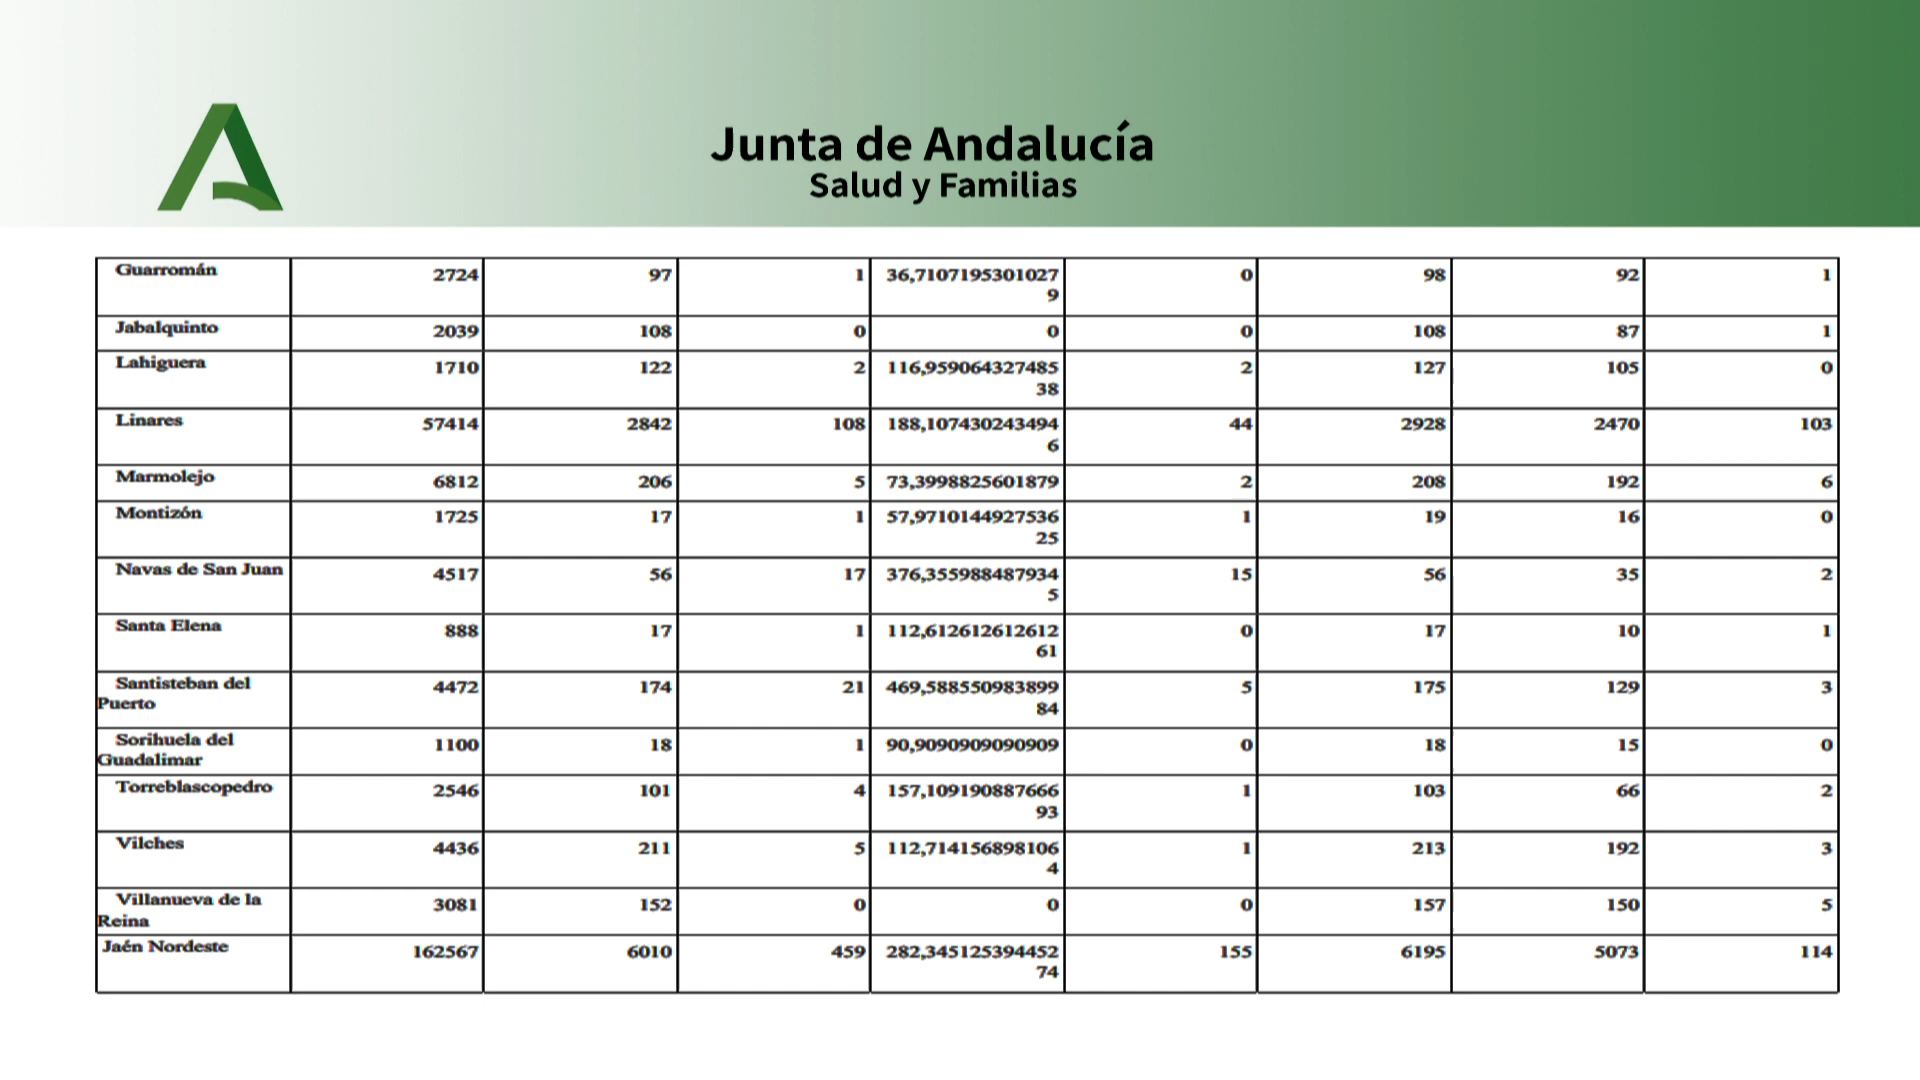 Junta de Andalucía
Salud y Familias
Guarromán 2724 97 1 36,7107195301027 0 98 92 1
9
Jabalquinto 2039 108 0 0 0 108 87 1
Lahiguera 1710 122 2 116,959064327485 2 127 105 0
38
Linares 57414 2842 108 188,107430243494 44 2928 2470 103
6
Marmolejo 6812 206 5 73,3998825601879 2 208 192 6
Montizón 1725 17 1 57,9710144927536 1 19 16 0
25
Navas de San Juan 4517 56 17 376,355988487934 15 56 35 2
5
Santa Elena 888 17 1 112,612612612612 0 17 10 1
61
Santisteban del 4472 174 21 469,588550983899 5 175 129 3
Puerto 84
Sorihuela del 1100 18 1 90,9090909090909 0 18 15 0
Guadalimar
Torreblascopedro 2546 101 4 157,109190887666 1 103 66 2
93
Vilches 4436 211 5 112,714156898106 1 213 192 3
4
Villanueva de la 3081 152 0 0 0 157 150 5
Reina
Jaén Nordeste 162567 6010 459 282,345125394452 155 6195 5073 114
74